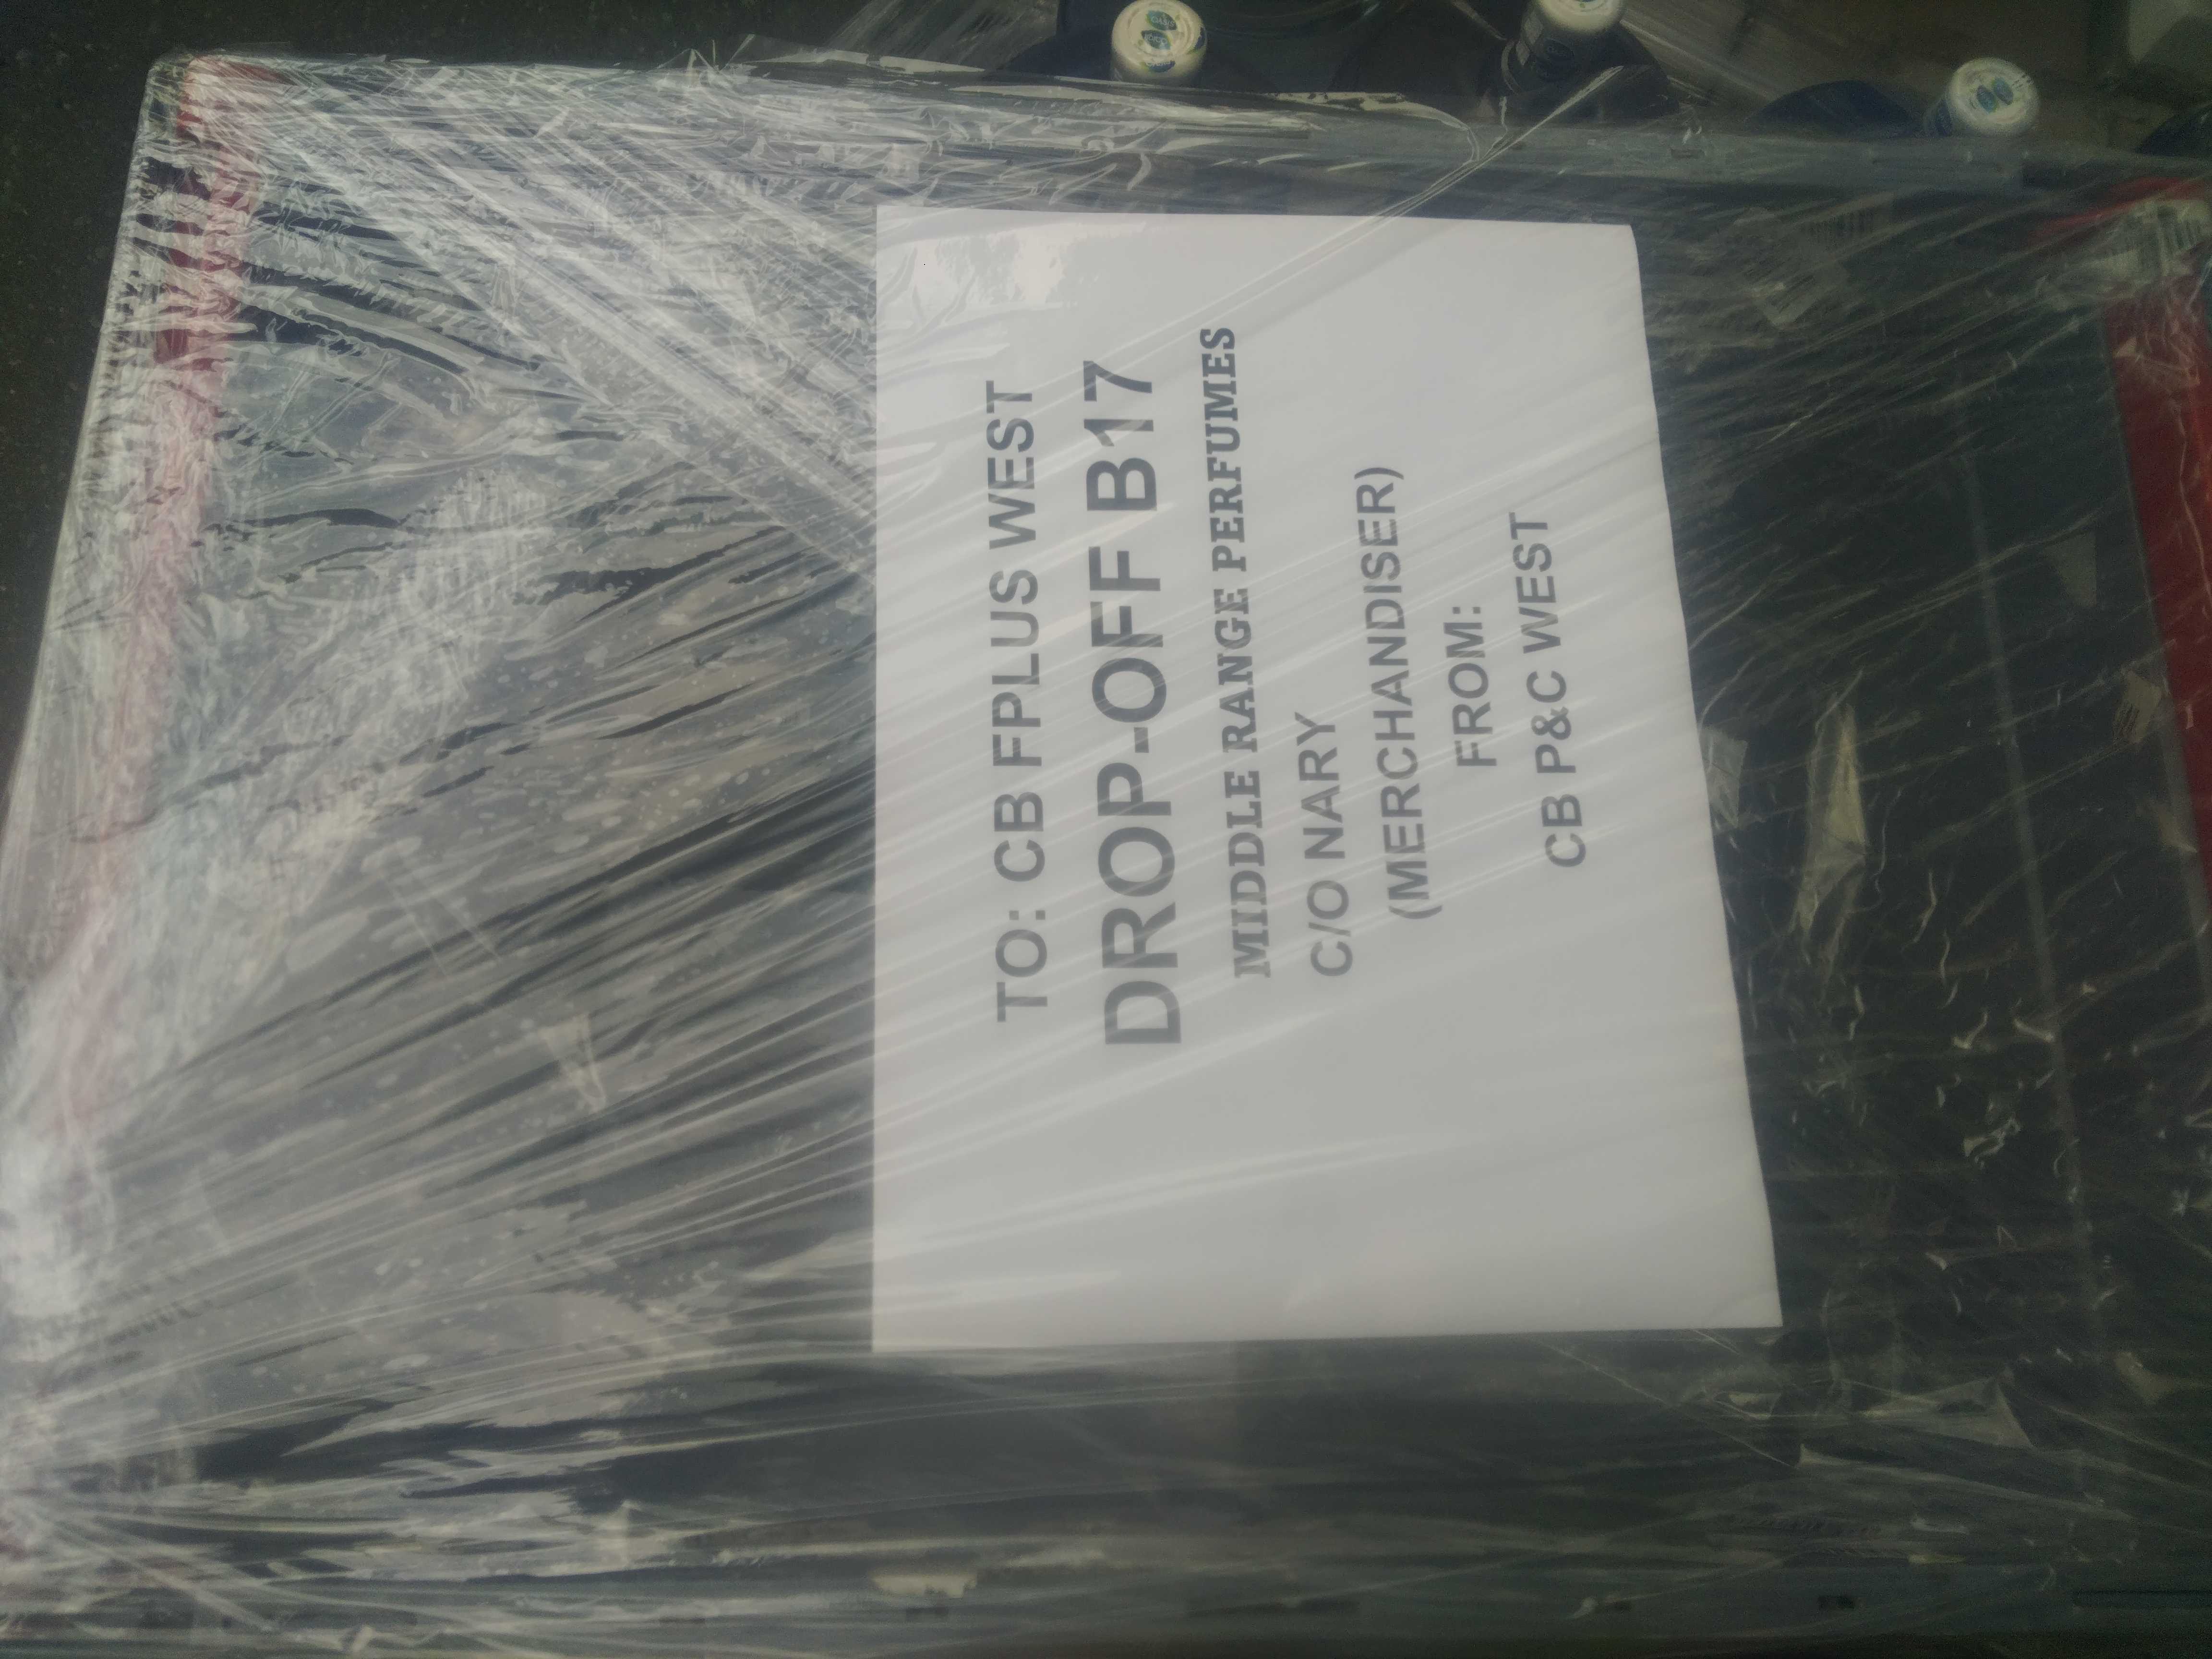 TO: CB FPLUS WEST
DROP-OFF B17
MIDDLE RANGE PERFUMES
C/O NARY
(MERCHANDISER)
FROM:
CB P&C WEST